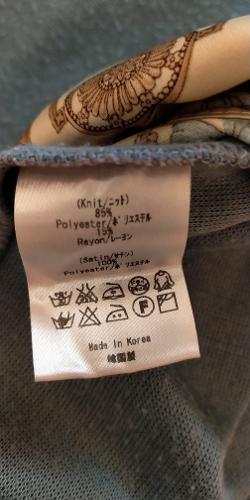 (Knit/ニット)
85%
Polyester/ポリエステル
15%
Rayon/レーヨン
(Satin/サテン)
100%
Polyester/ポリエステル
F
Made In Korea
韓国製